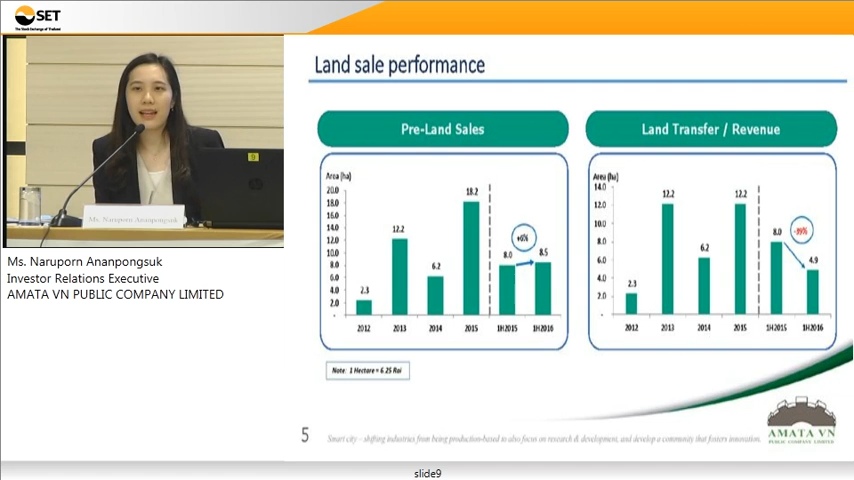 SET
The Stock Exchange of Thailand
Ms. Naruporn Ananpongsuk
Ms. Naruporn Ananpongsuk
Investor Relations Executive
AMATA VN PUBLIC COMPANY LIMITED
Land sale performance
Pre-Land Sales
Area (ha)
20.0
18.0
16.0
14.0
12.0
10.0
8.0
6.0
4.0
2.0
-
2.3
12.2
6.2
18.2
8.0
+6%
8.5
2012
2013
2014
2015
1H2015
1H2016
Land Transfer / Revenue
Area (ha)
14.0
12.0
10.0
8.0
6.0
4.0
2.0
-
2.3
12.2
6.2
12.2
8.0
-39%
4.9
2012
2013
2014
2015
1H2015
1H2016
Note: 1 Hectare = 6.25 Rai
5
Smart city – shifting industries from being production-based to also focus on research & development, and develop a community that fosters innovation.
AMATA VN
PUBLIC COMPANY LIMITED
slide9